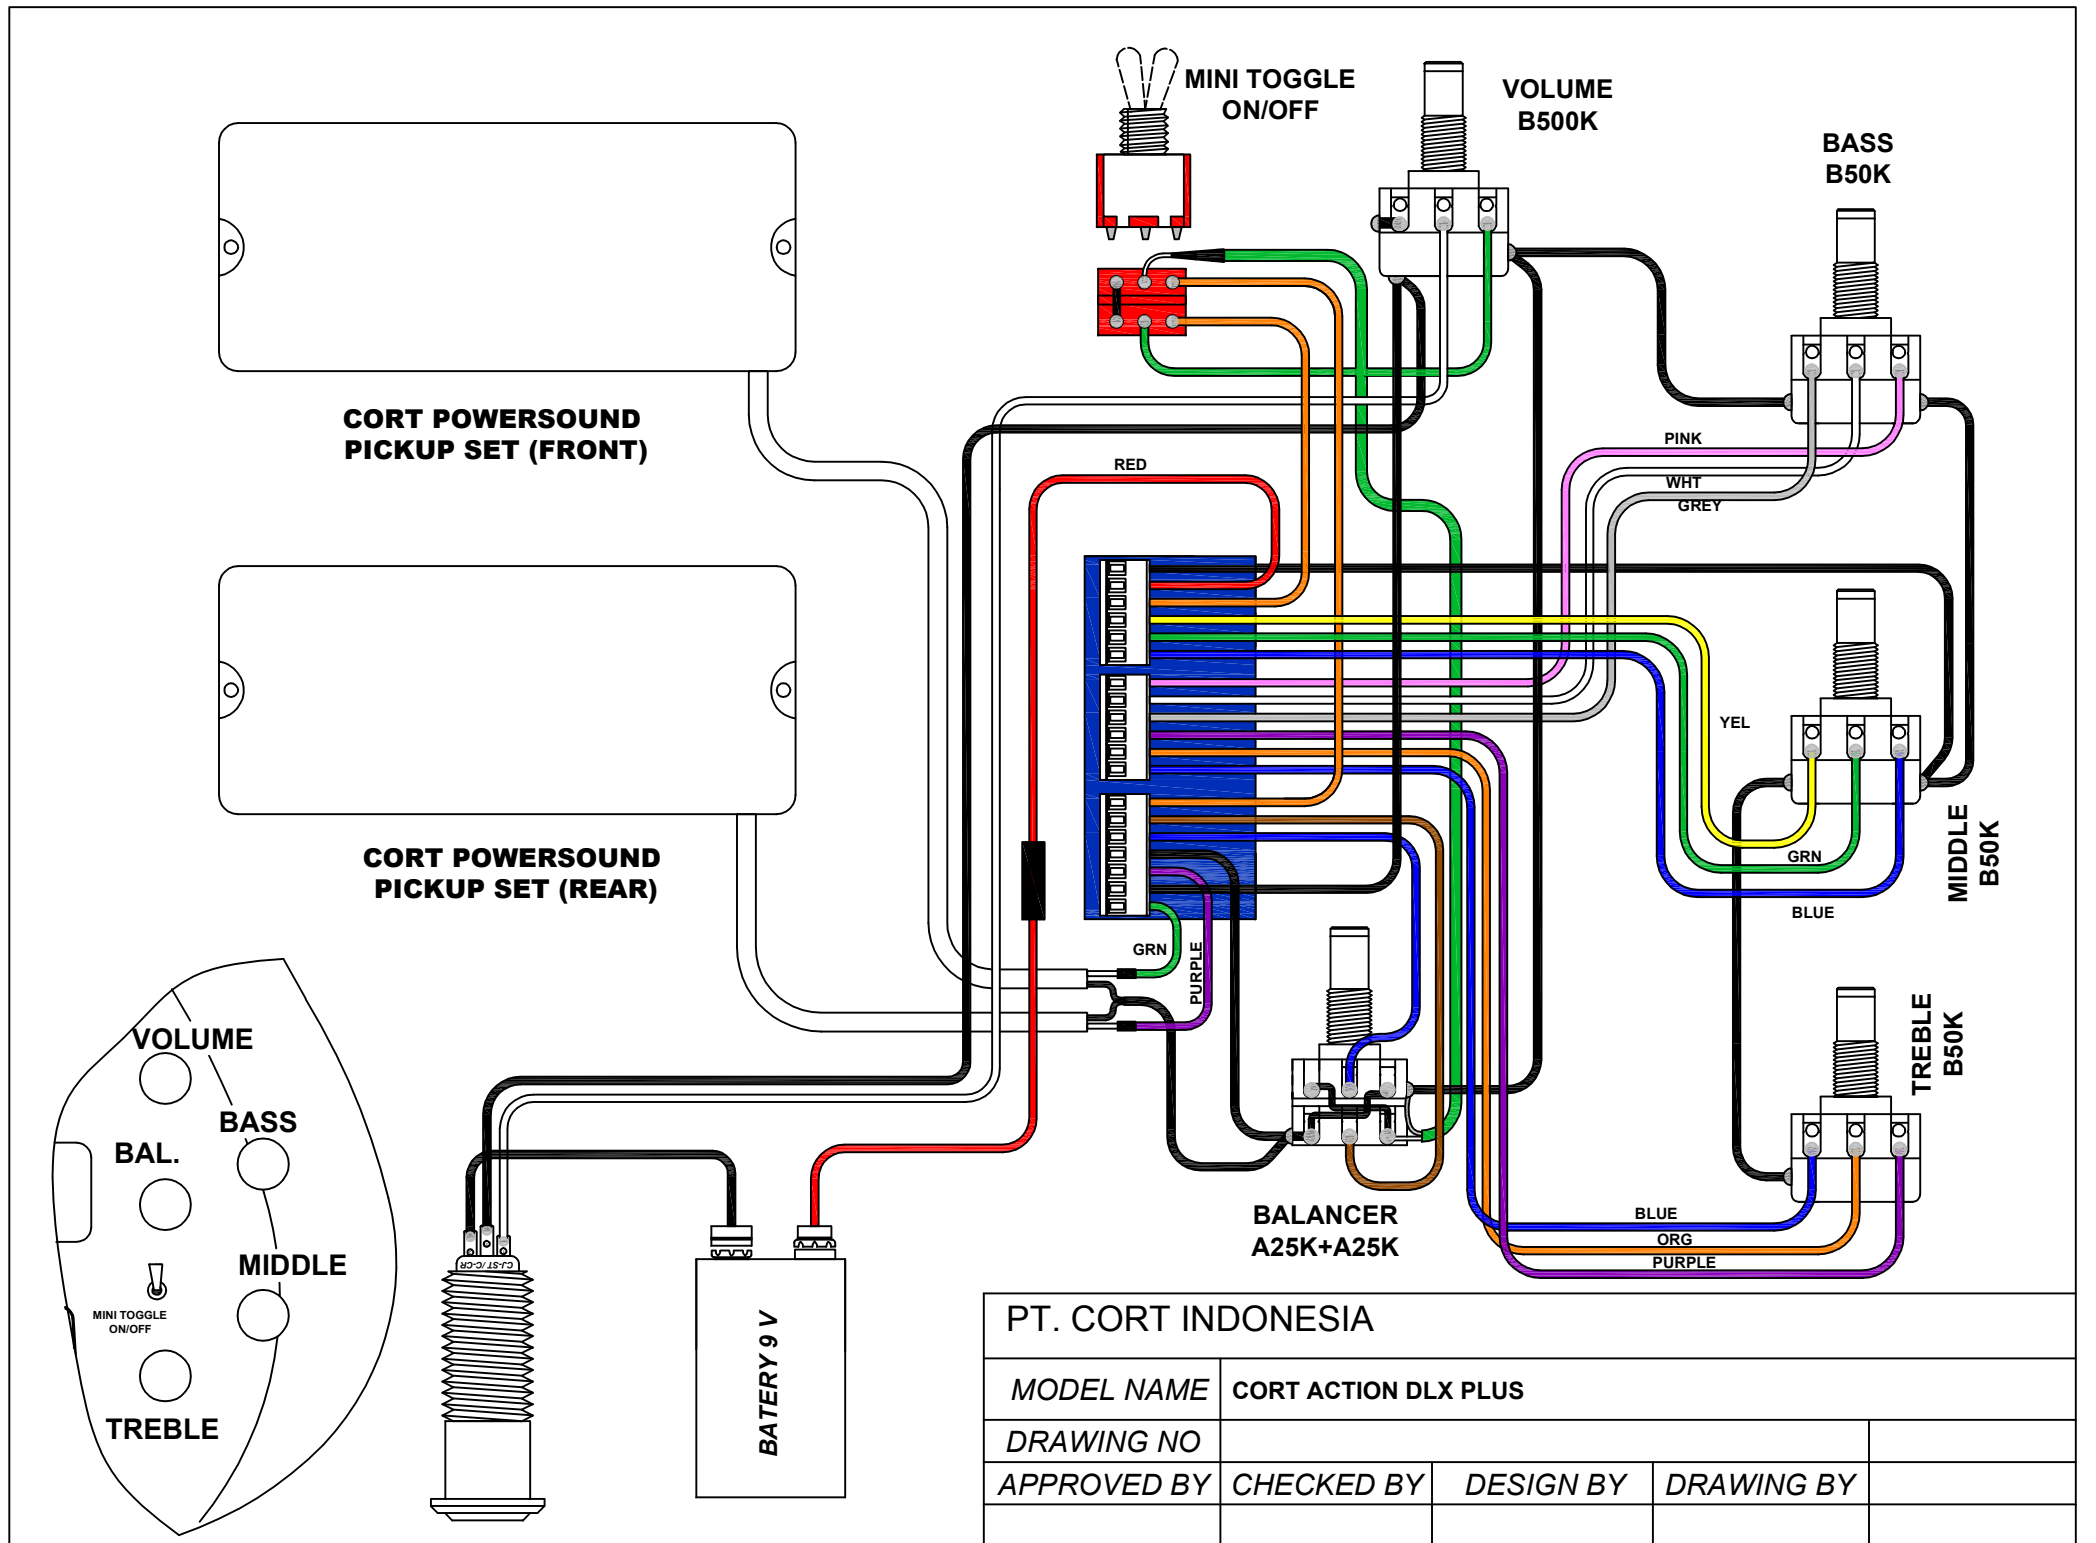 MINI TOGGLE
ON/OFF
VOLUME
B500K
BASS
B50K
CORT POWERSOUND
PICKUP SET (FRONT)
RED
PINK
WHT
GREY
YEL
GRN
BLUE
MIDDLE
B50K
CORT POWERSOUND
PICKUP SET (REAR)
GRN
PURPLE
TREBLE
B50K
BLUE
ORG
PURPLE
BALANCER
A25K+A25K
VOLUME
BASS
BAL.
MIDDLE
MINI TOGGLE
ON/OFF
TREBLE
CJ-ST/C-CR
BATERY 9 V
PT. CORT INDONESIA
MODEL NAME CORT ACTION DLX PLUS
DRAWING NO
APPROVED BY CHECKED BY DESIGN BY DRAWING BY